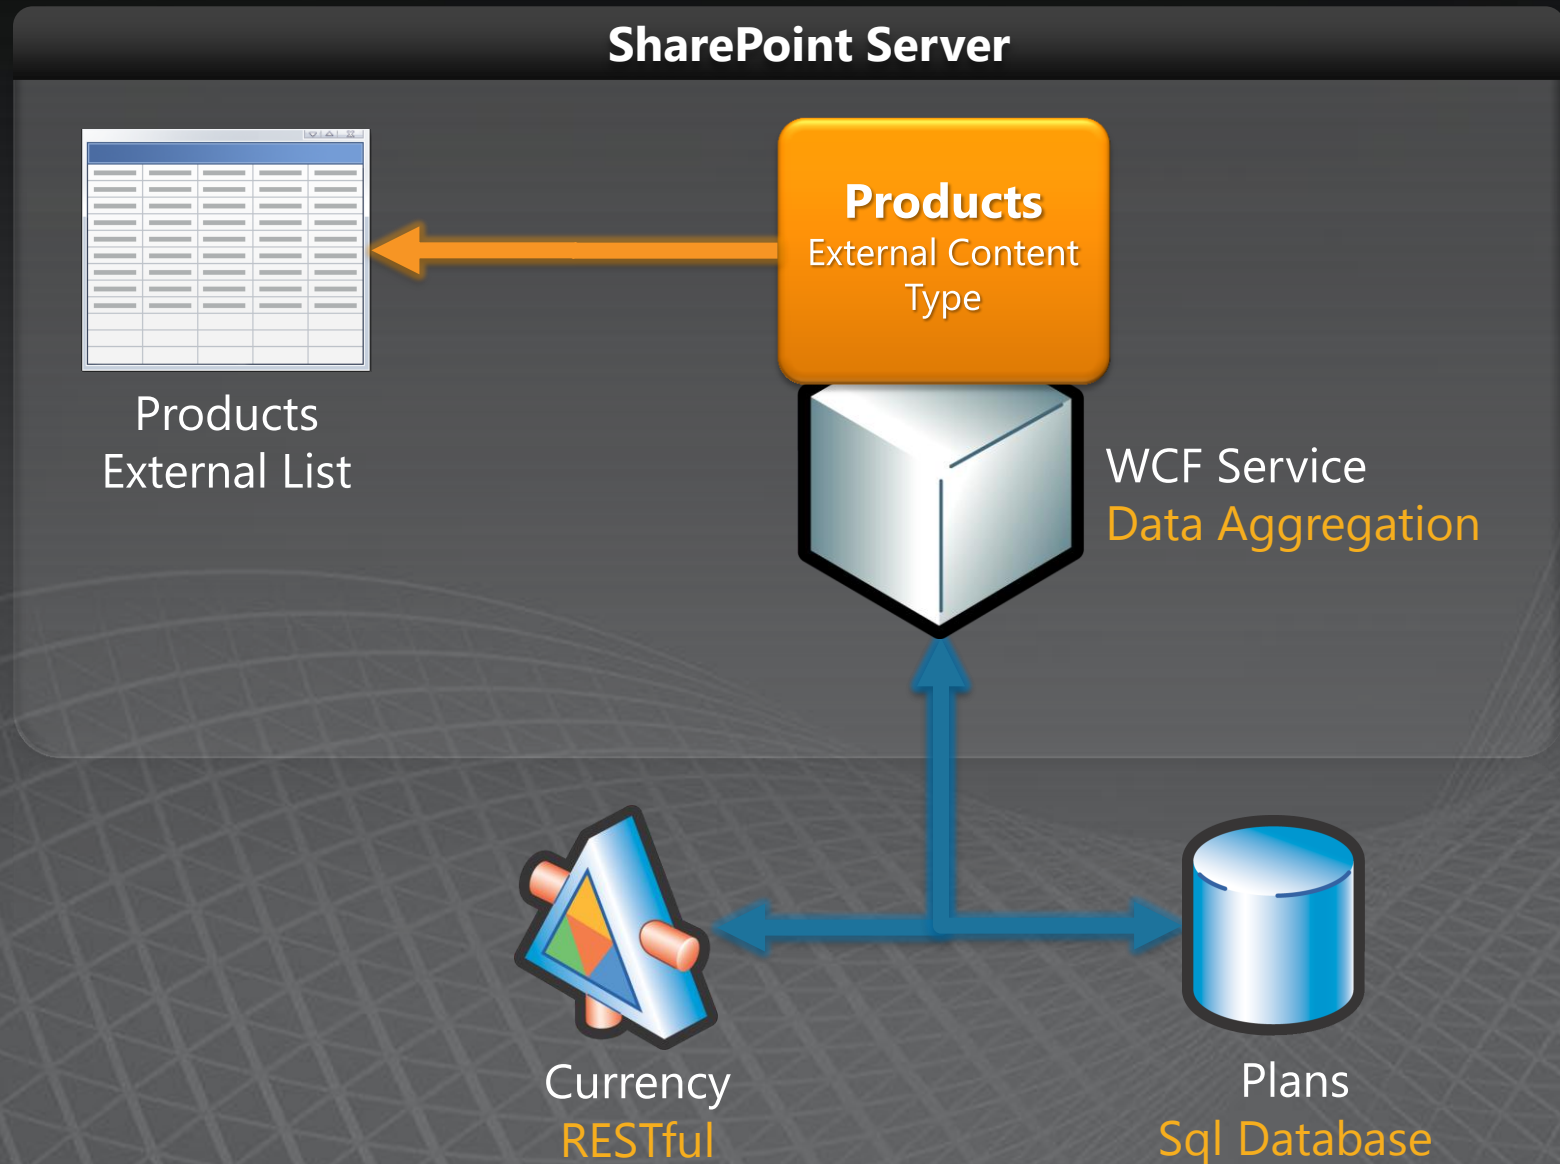 SharePoint Server
Products
External Content
Type
Products
External List
WCF Service
Data Aggregation
Currency
RESTful
Plans
Sql Database